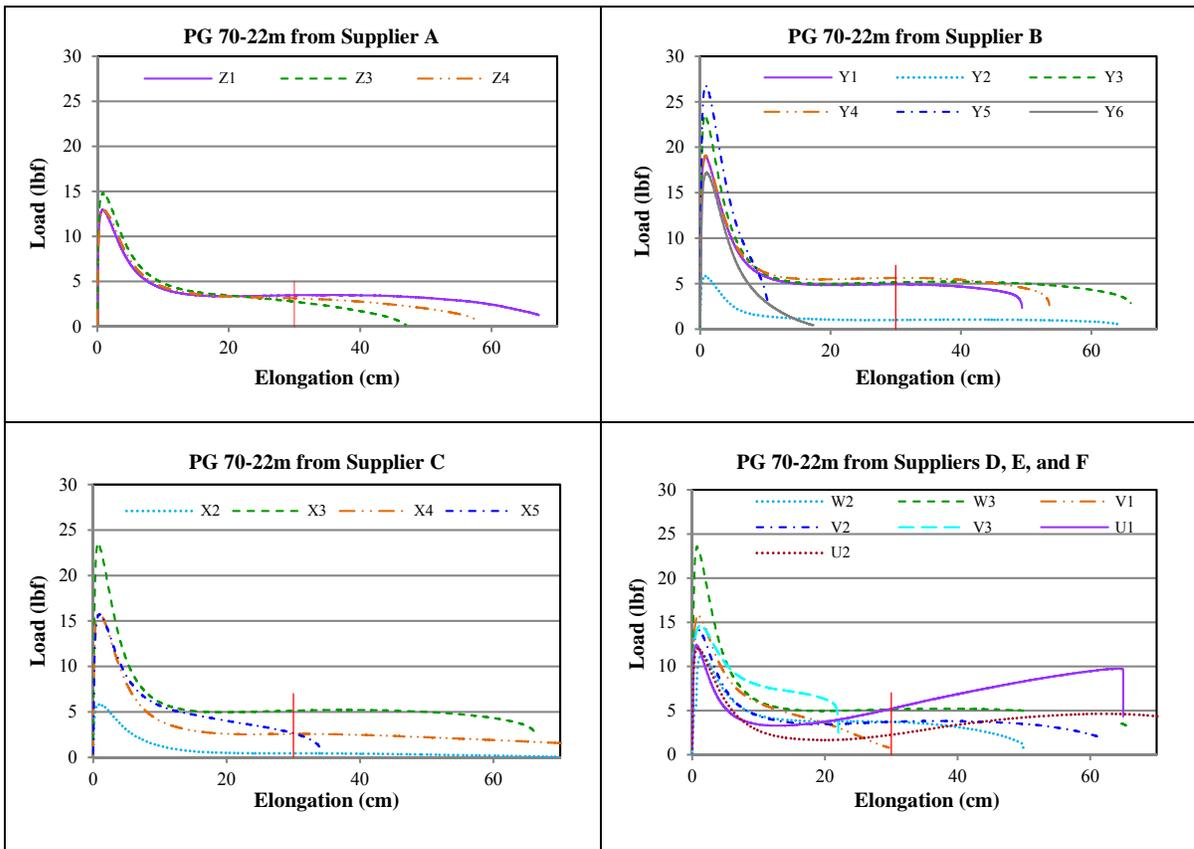 PG 70-22m from Supplier A
30
Z1 Z3 Z4
25
20
15
10
5
0
0 20 40 60
Load (lbf)
Elongation (cm)
PG 70-22m from Supplier B
30
Y1 Y2 Y3
25
Y4 Y5 Y6
20
15
10
5
0
0 20 40 60
Load (lbf)
Elongation (cm)
PG 70-22m from Supplier C
30
X2 X3 X4 X5
25
20
15
10
5
0
0 20 40 60
Load (lbf)
Elongation (cm)
PG 70-22m from Suppliers D, E, and F
30
W2 W3 V1
V2 V3 U1
25
U2
20
15
10
5
0
0 20 40 60
Load (lbf)
Elongation (cm)